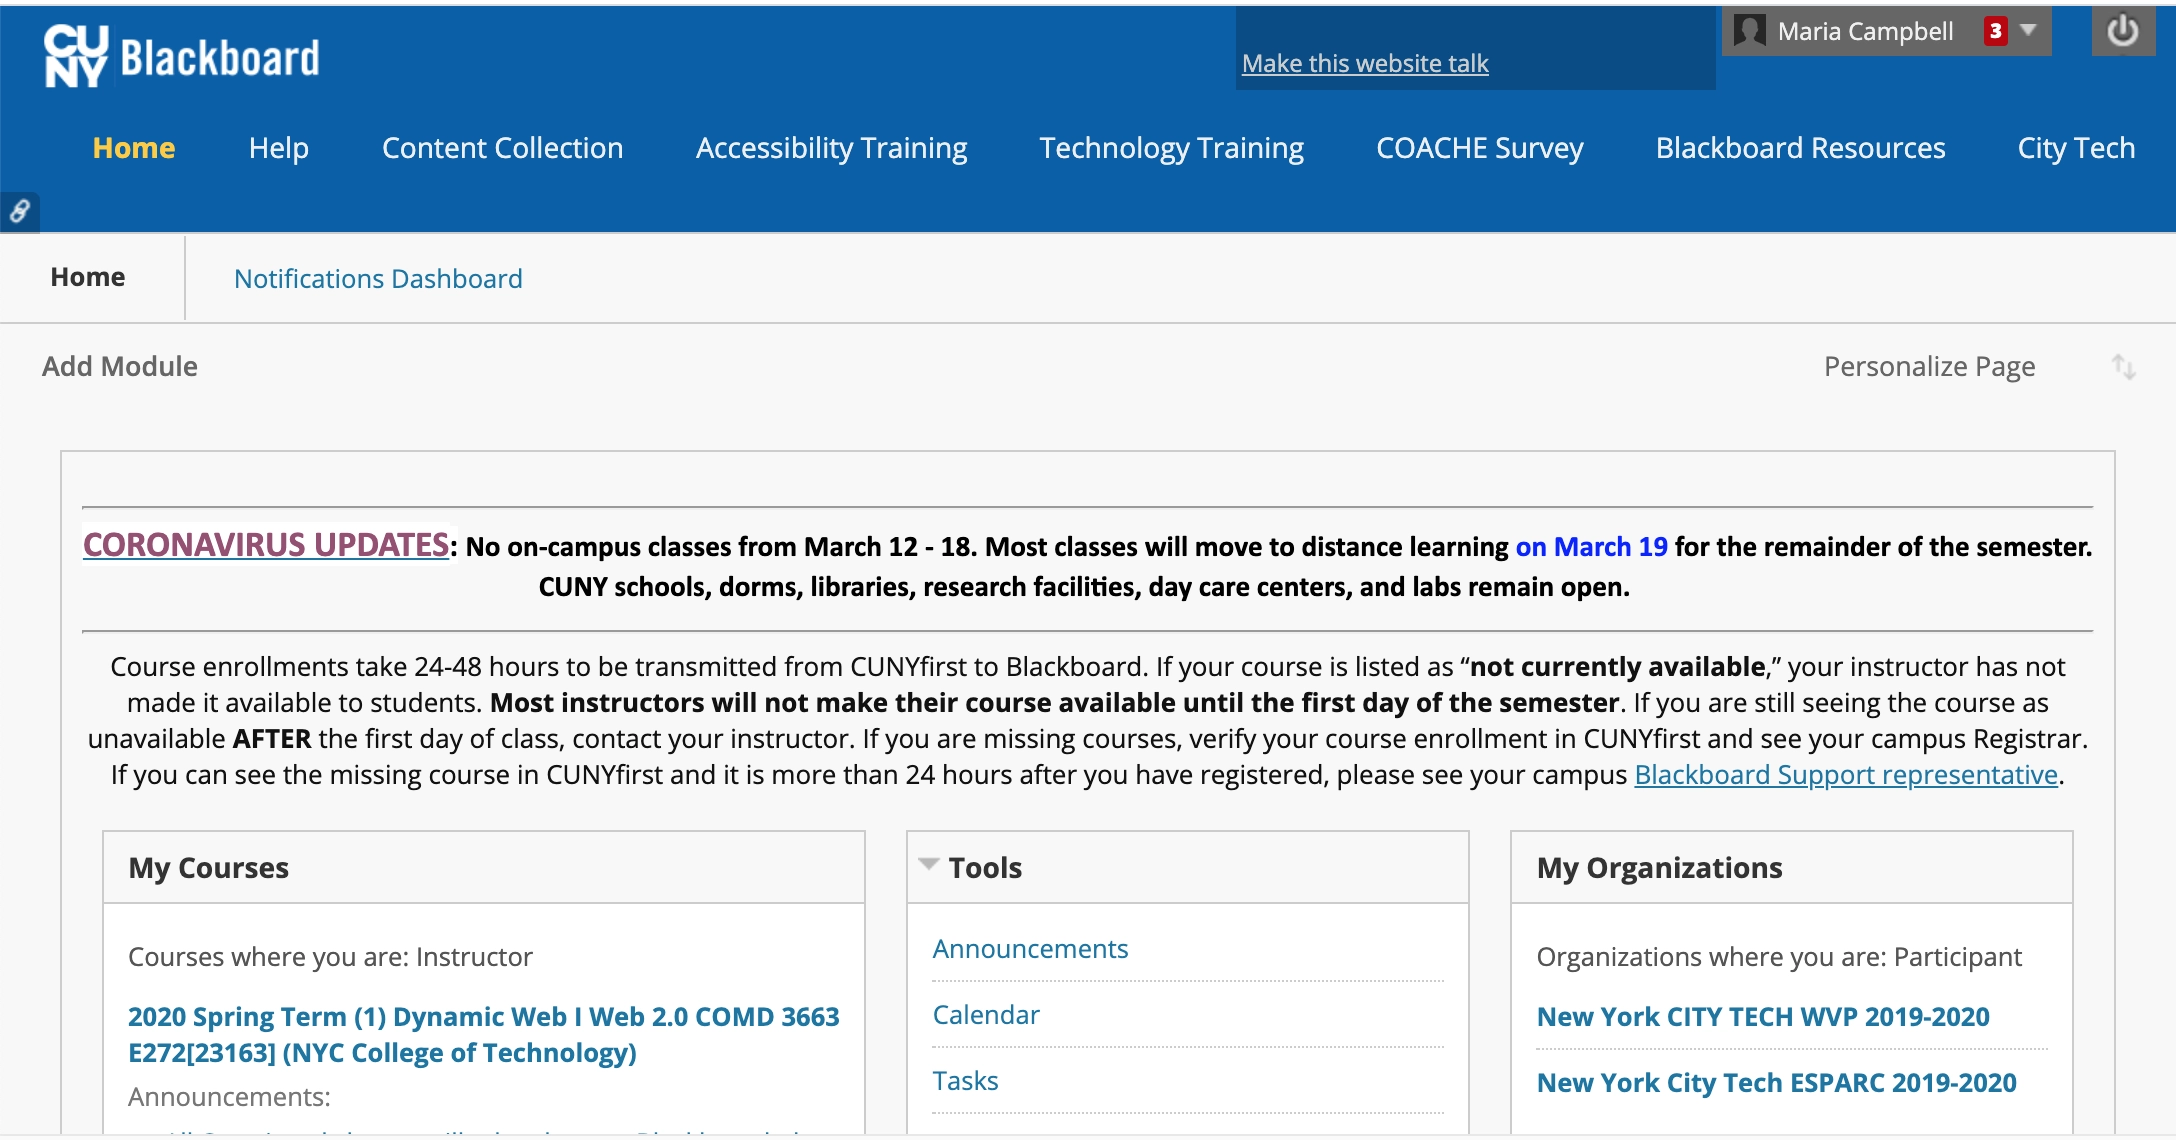 CU
NY Blackboard
Make this website talk
Maria Campbell 3
Home Help Content Collection Accessibility Training Technology Training COACHE Survey Blackboard Resources City Tech
Home Notifications Dashboard
Add Module Personalize Page
CORONAVIRUS UPDATES: No on-campus classes from March 12 - 18. Most classes will move to distance learning on March 19 for the remainder of the semester.
CUNY schools, dorms, libraries, research facilities, day care centers, and labs remain open.
Course enrollments take 24-48 hours to be transmitted from CUNYfirst to Blackboard. If your course is listed as “not currently available,” your instructor has not
made it available to students. Most instructors will not make their course available until the first day of the semester. If you are still seeing the course as
unavailable AFTER the first day of class, contact your instructor. If you are missing courses, verify your course enrollment in CUNYfirst and see your campus Registrar.
If you can see the missing course in CUNYfirst and it is more than 24 hours after you have registered, please see your campus Blackboard Support representative.
My Courses
Courses where you are: Instructor
2020 Spring Term (1) Dynamic Web I Web 2.0 COMD 3663
E272[23163] (NYC College of Technology)
Announcements:
Tools
Announcements
Calendar
Tasks
My Organizations
Organizations where you are: Participant
New York CITY TECH WVP 2019-2020
New York City Tech ESPARC 2019-2020